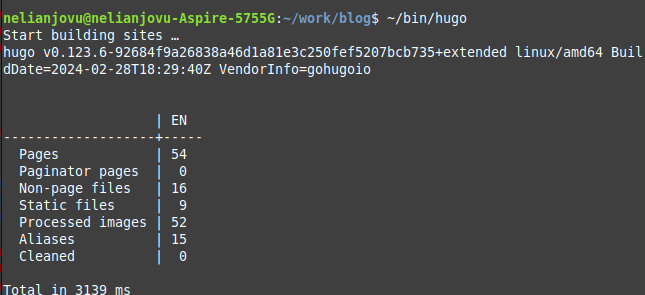 nelianjovu@nelianjovu-Aspire-5755G:~/work/blog$ ~/bin/hugo
Start building sites …
hugo v0.123.6-92684f9a26838a46d1a81e3c250fef5207bcb735+extended linux/amd64 Buil
dDate=2024-02-28T18:29:40Z VendorInfo=gohugoio
                   | EN
-------------------+-----
  Pages            | 54
  Paginator pages  |  0
  Non-page files   | 16
  Static files     |  9
  Processed images | 52
  Aliases          | 15
  Cleaned          |  0
Total in 3139 ms